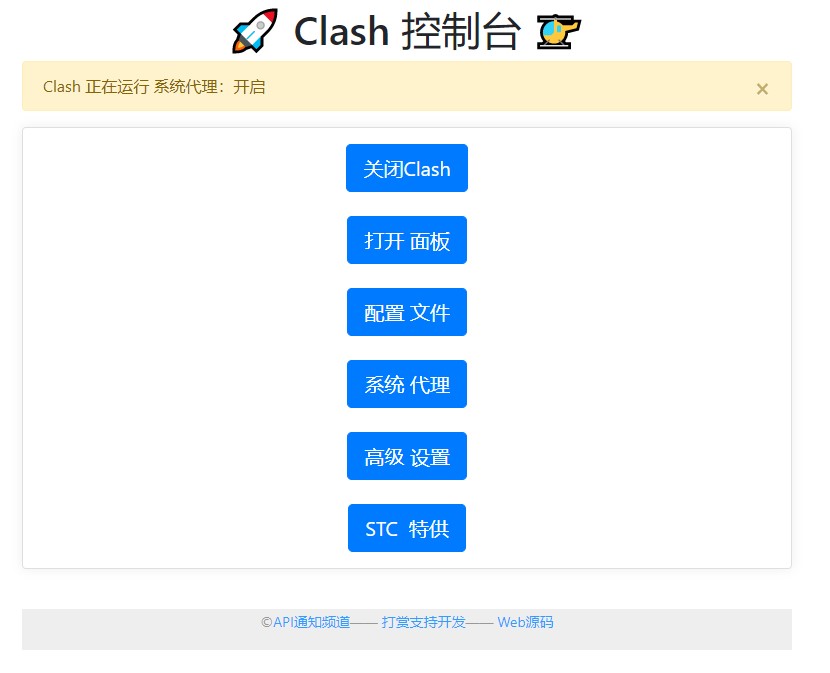 🚀 Clash 控制台 🚁
Clash 正在运行 系统代理：开启 ×
关闭Clash
打开 面板
配置 文件
系统 代理
高级 设置
STC 特供
©API通知频道—— 打赏支持开发—— Web源码